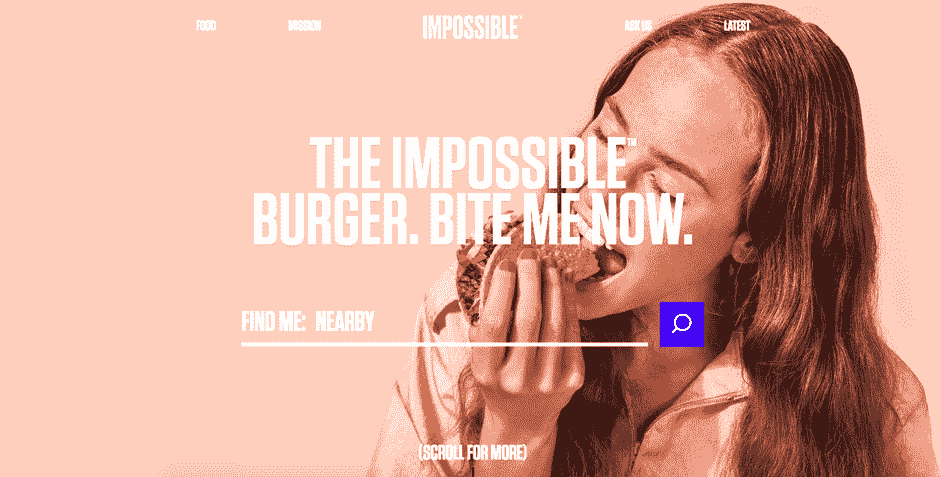 FOOD MISSION IMPOSSIBLE™ ASK US LATEST
THE IMPOSSIBLE™
BURGER. BITE ME NOW.
FIND ME: NEARBY
(SCROLL FOR MORE)